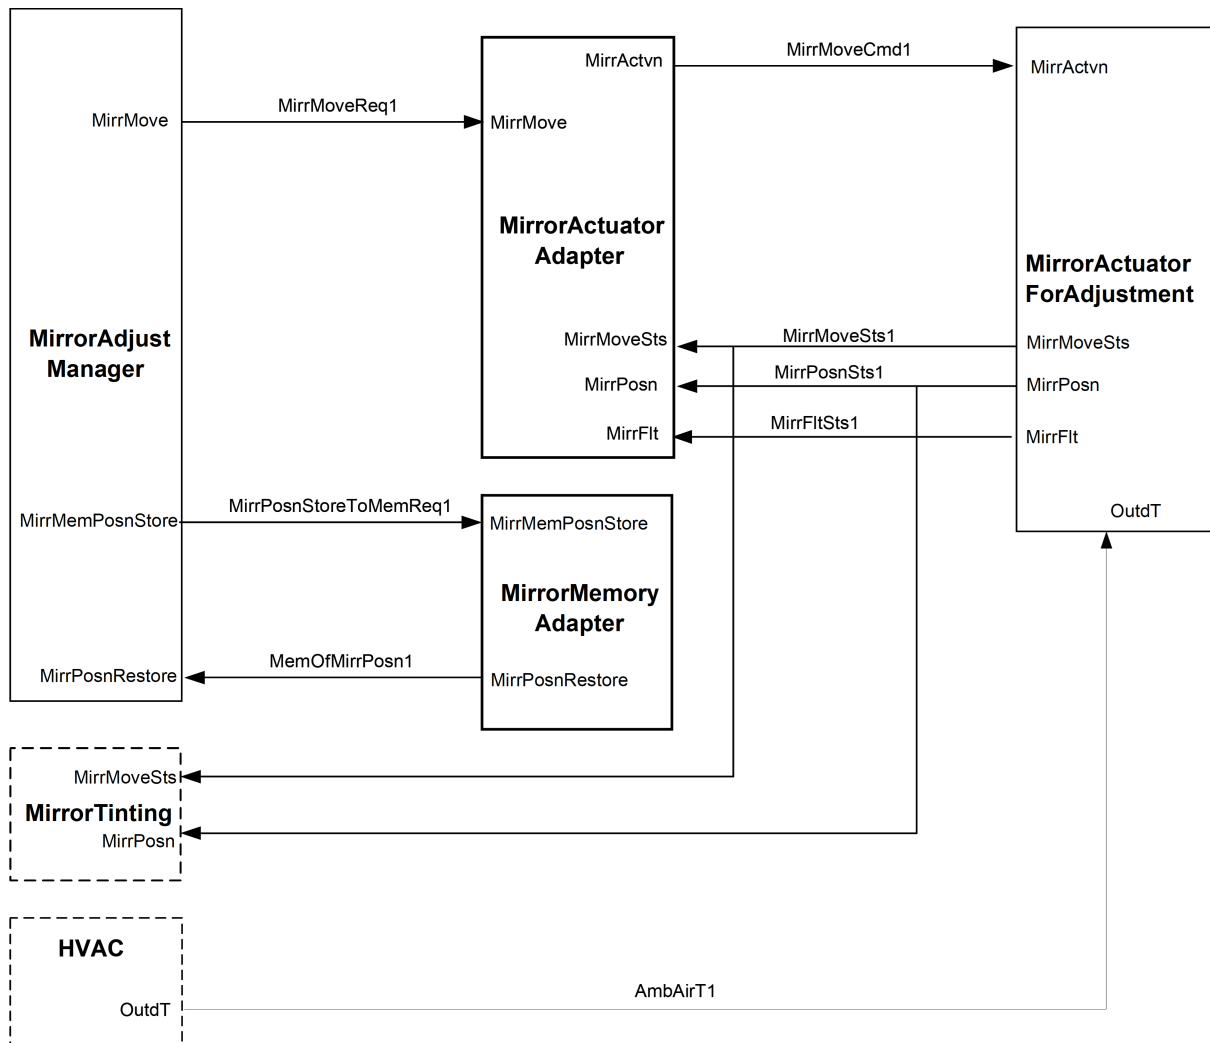 MirrActvn
MirrMoveCmd1
MirrActvn
MirrMove
MirrMoveReq1
MirrMove
MirrorActuator
Adapter
MirrorActuator
ForAdjustment
MirrorAdjust
Manager
MirrMoveSts
MirrMoveSts1
MirrMoveSts
MirrPosn
MirrPosnSts1
MirrPosn
MirrFlt
MirrFltSts1
MirrFlt
OutdT
MirrMemPosnStore
MirrPosnStoreToMemReq1
MirrMemPosnStore
MirrorMemory
Adapter
MirrPosnRestore
MemOfMirrPosn1
MirrPosnRestore
MirrMoveSts
MirrorTinting
MirrPosn
HVAC
OutdT
AmbAirT1